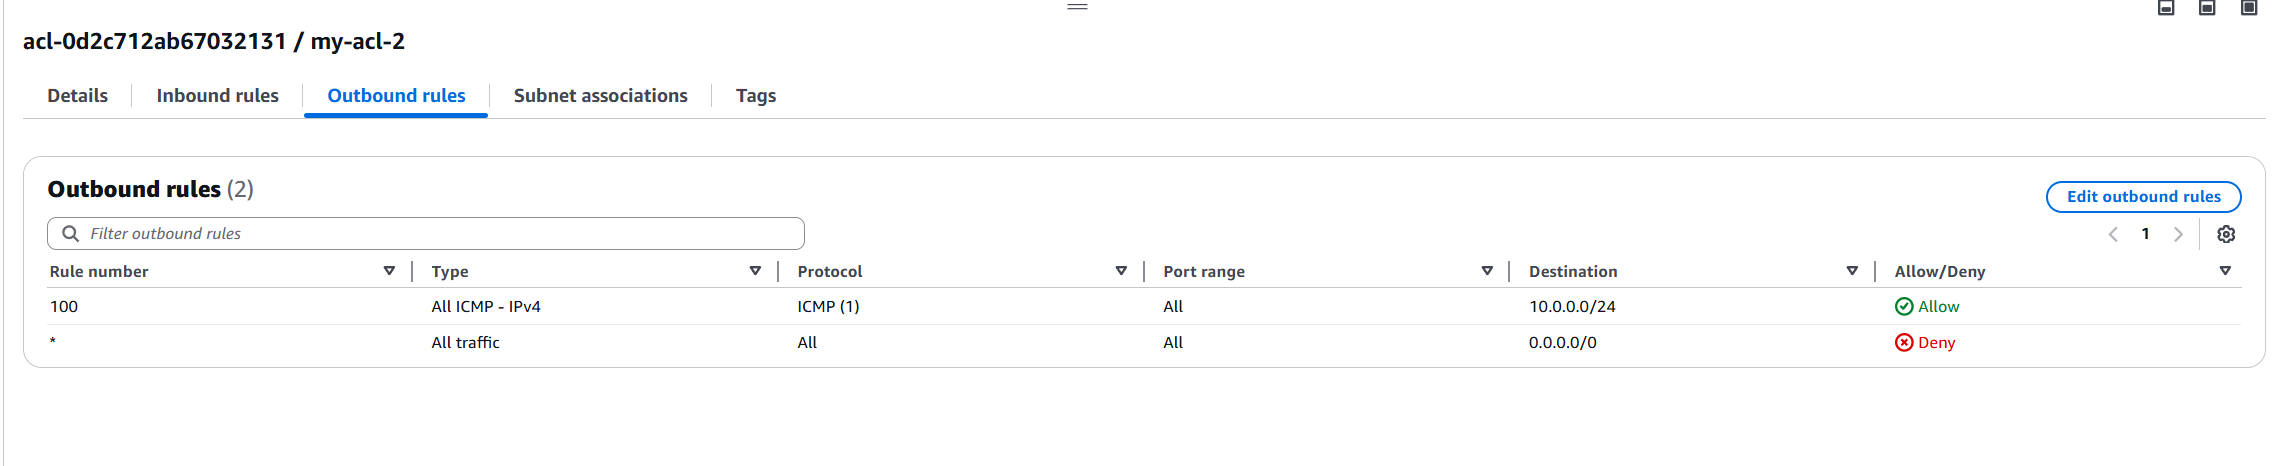 acl-0d2c712ab67032131 / my-acl-2
Details Inbound rules Outbound rules Subnet associations Tags
Outbound rules (2)
Edit outbound rules
Filter outbound rules
1
Rule number Type Protocol Port range Destination Allow/Deny
100 All ICMP - IPv4 ICMP (1) All 10.0.0.0/24 Allow
* All traffic All All 0.0.0.0/0 Deny